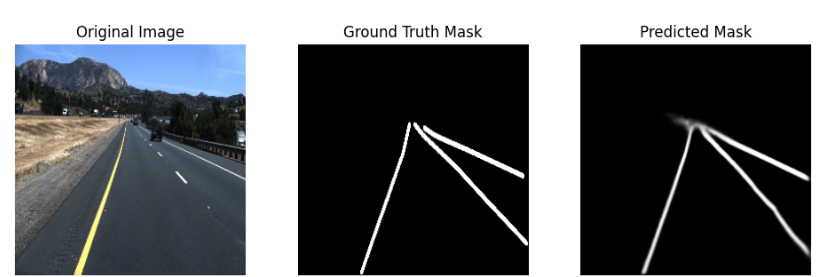 Original Image
Ground Truth Mask
Predicted Mask